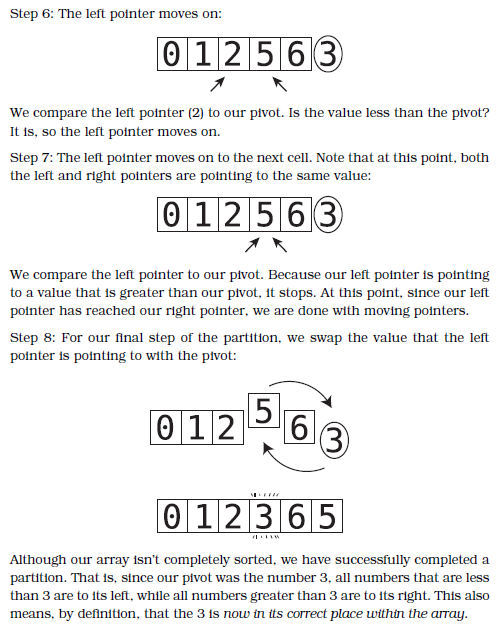 Step 6: The left pointer moves on:
0 1 2 5 6 3
We compare the left pointer (2) to our pivot. Is the value less than the pivot?
It is, so the left pointer moves on.
Step 7: The left pointer moves on to the next cell. Note that at this point, both
the left and right pointers are pointing to the same value:
0 1 2 5 6 3
We compare the left pointer to our pivot. Because our left pointer is pointing
to a value that is greater than our pivot, it stops. At this point, since our left
pointer has reached our right pointer, we are done with moving pointers.
Step 8: For our final step of the partition, we swap the value that the left
pointer is pointing to with the pivot:
0 1 2 5 6 3
0 1 2 3 6 5
Although our array isn't completely sorted, we have successfully completed a
partition. That is, since our pivot was the number 3, all numbers that are less
than 3 are to its left, while all numbers greater than 3 are to its right. This also
means, by definition, that the 3 is now in its correct place within the array.